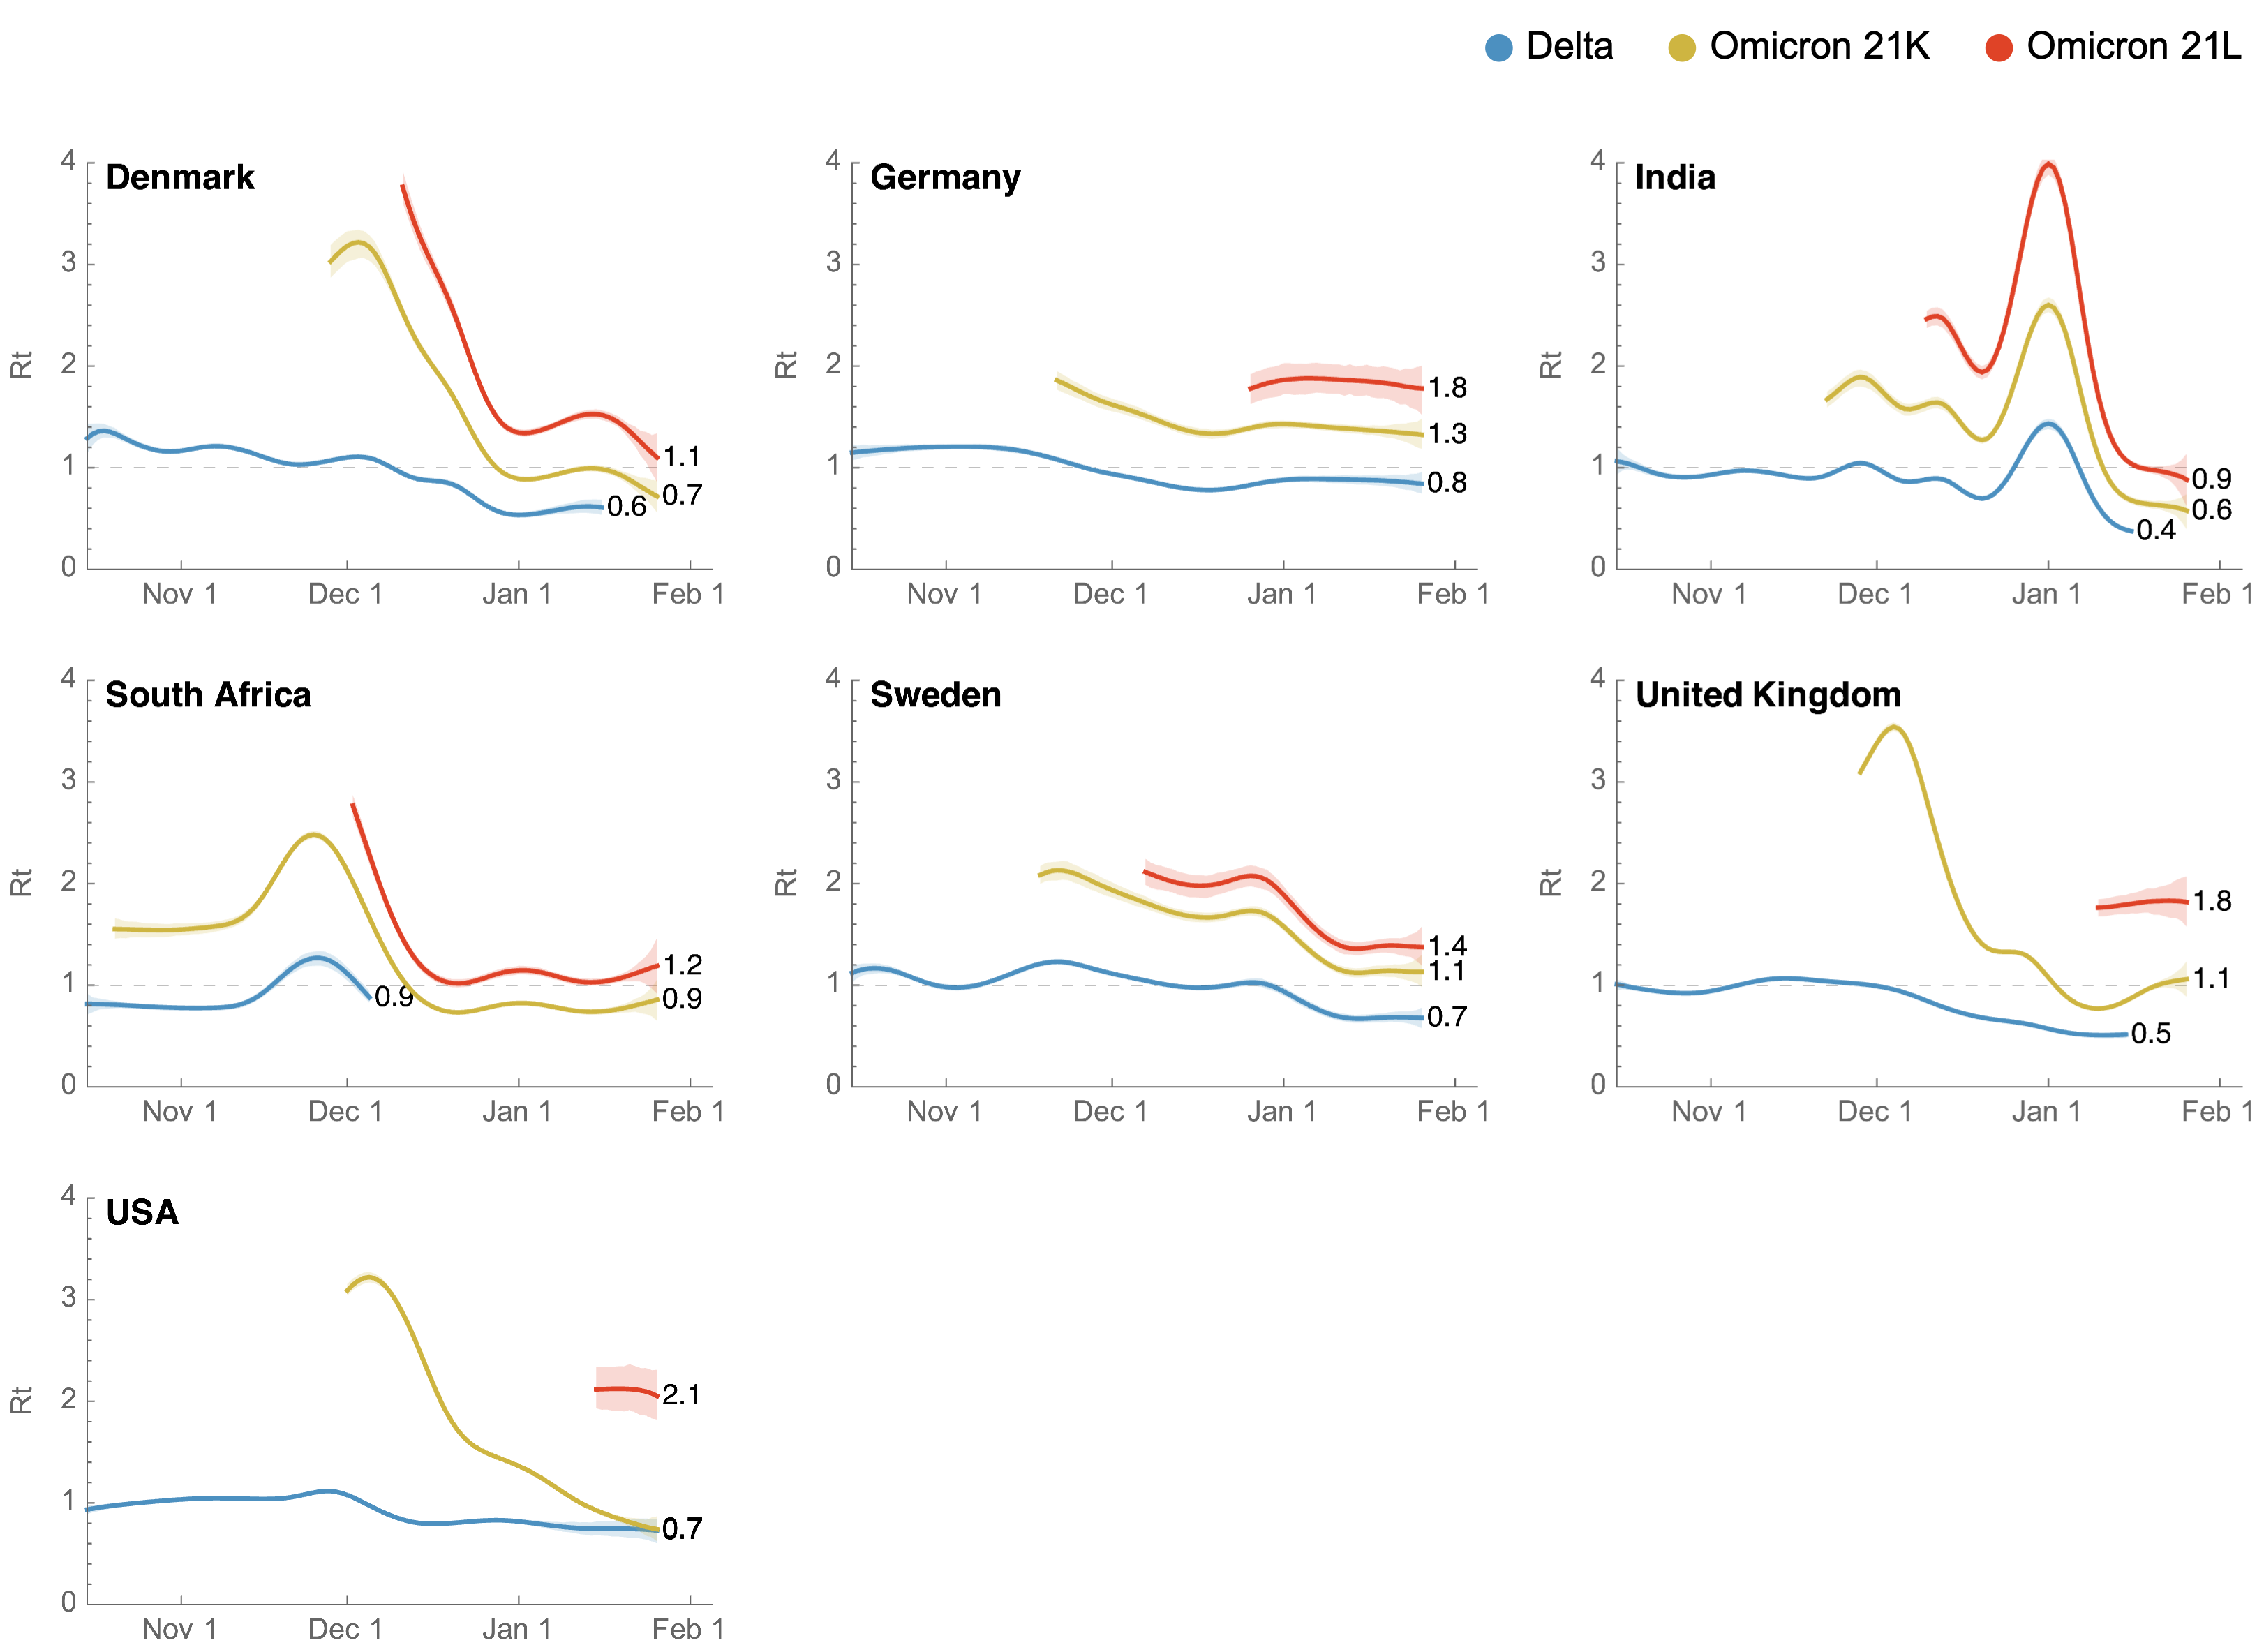 Delta Omicron 21K Omicron 21L
Denmark
4
3
2
1
0
Rt
1.1
0.7
0.6
Nov 1 Dec 1 Jan 1 Feb 1
Germany
4
3
2
1
0
Rt
1.8
1.3
0.8
Nov 1 Dec 1 Jan 1 Feb 1
India
4
3
2
1
0
Rt
0.9
0.6
0.4
Nov 1 Dec 1 Jan 1 Feb 1
South Africa
4
3
2
1
0
Rt
1.2
0.9
0.9
Nov 1 Dec 1 Jan 1 Feb 1
Sweden
4
3
2
1
0
Rt
1.4
1.1
0.7
Nov 1 Dec 1 Jan 1 Feb 1
United Kingdom
4
3
2
1
0
Rt
1.8
1.1
0.5
Nov 1 Dec 1 Jan 1 Feb 1
USA
4
3
2
1
0
Rt
2.1
0.7
Nov 1 Dec 1 Jan 1 Feb 1